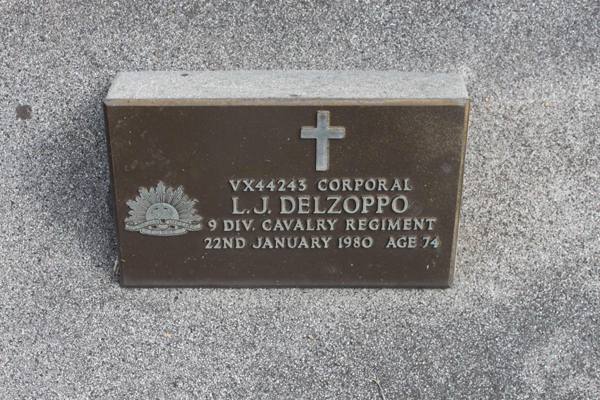 VX44243 CORPORAL
L.J. DELZOPPO
9 DIV. CAVALRY REGIMENT
22ND JANUARY 1980 AGE 74